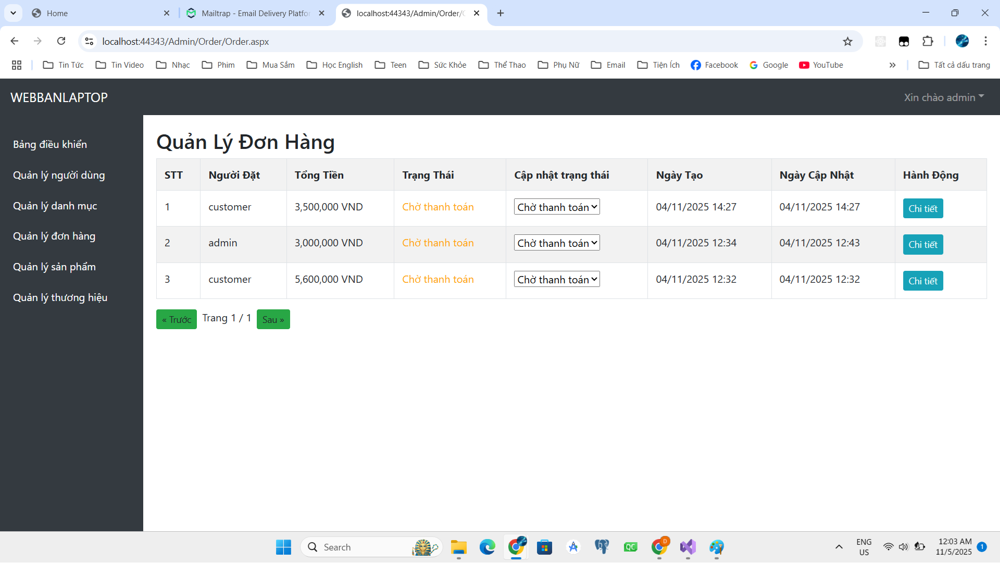 Home
Mailtrap - Email Delivery Platfo
localhost:44343/Admin/Order/
localhost:44343/Admin/Order/Order.aspx
Tin Tức Tin Video Nhạc Phim Mua Sắm Học English Teen Sức Khỏe Thể Thao Phụ Nữ Email Tiện Ích Facebook Google YouTube » Tất cả dấu trang
WEBBANLAPTOP
Xin chào admin
Bảng điều khiển
Quản lý người dùng
Quản lý danh mục
Quản lý đơn hàng
Quản lý sản phẩm
Quản lý thương hiệu
Quản Lý Đơn Hàng
STT Người Đặt Tổng Tiền Trạng Thái Cập nhật trạng thái Ngày Tạo Ngày Cập Nhật Hành Động
1 customer 3,500,000 VND Chờ thanh toán Chờ thanh toán 04/11/2025 14:27 04/11/2025 14:27 Chi tiết
2 admin 3,000,000 VND Chờ thanh toán Chờ thanh toán 04/11/2025 12:34 04/11/2025 12:43 Chi tiết
3 customer 5,600,000 VND Chờ thanh toán Chờ thanh toán 04/11/2025 12:32 04/11/2025 12:32 Chi tiết
« Trước Trang 1 / 1 Sau »
Search
QC
D
ENG
US
12:03 AM
11/5/2025
1